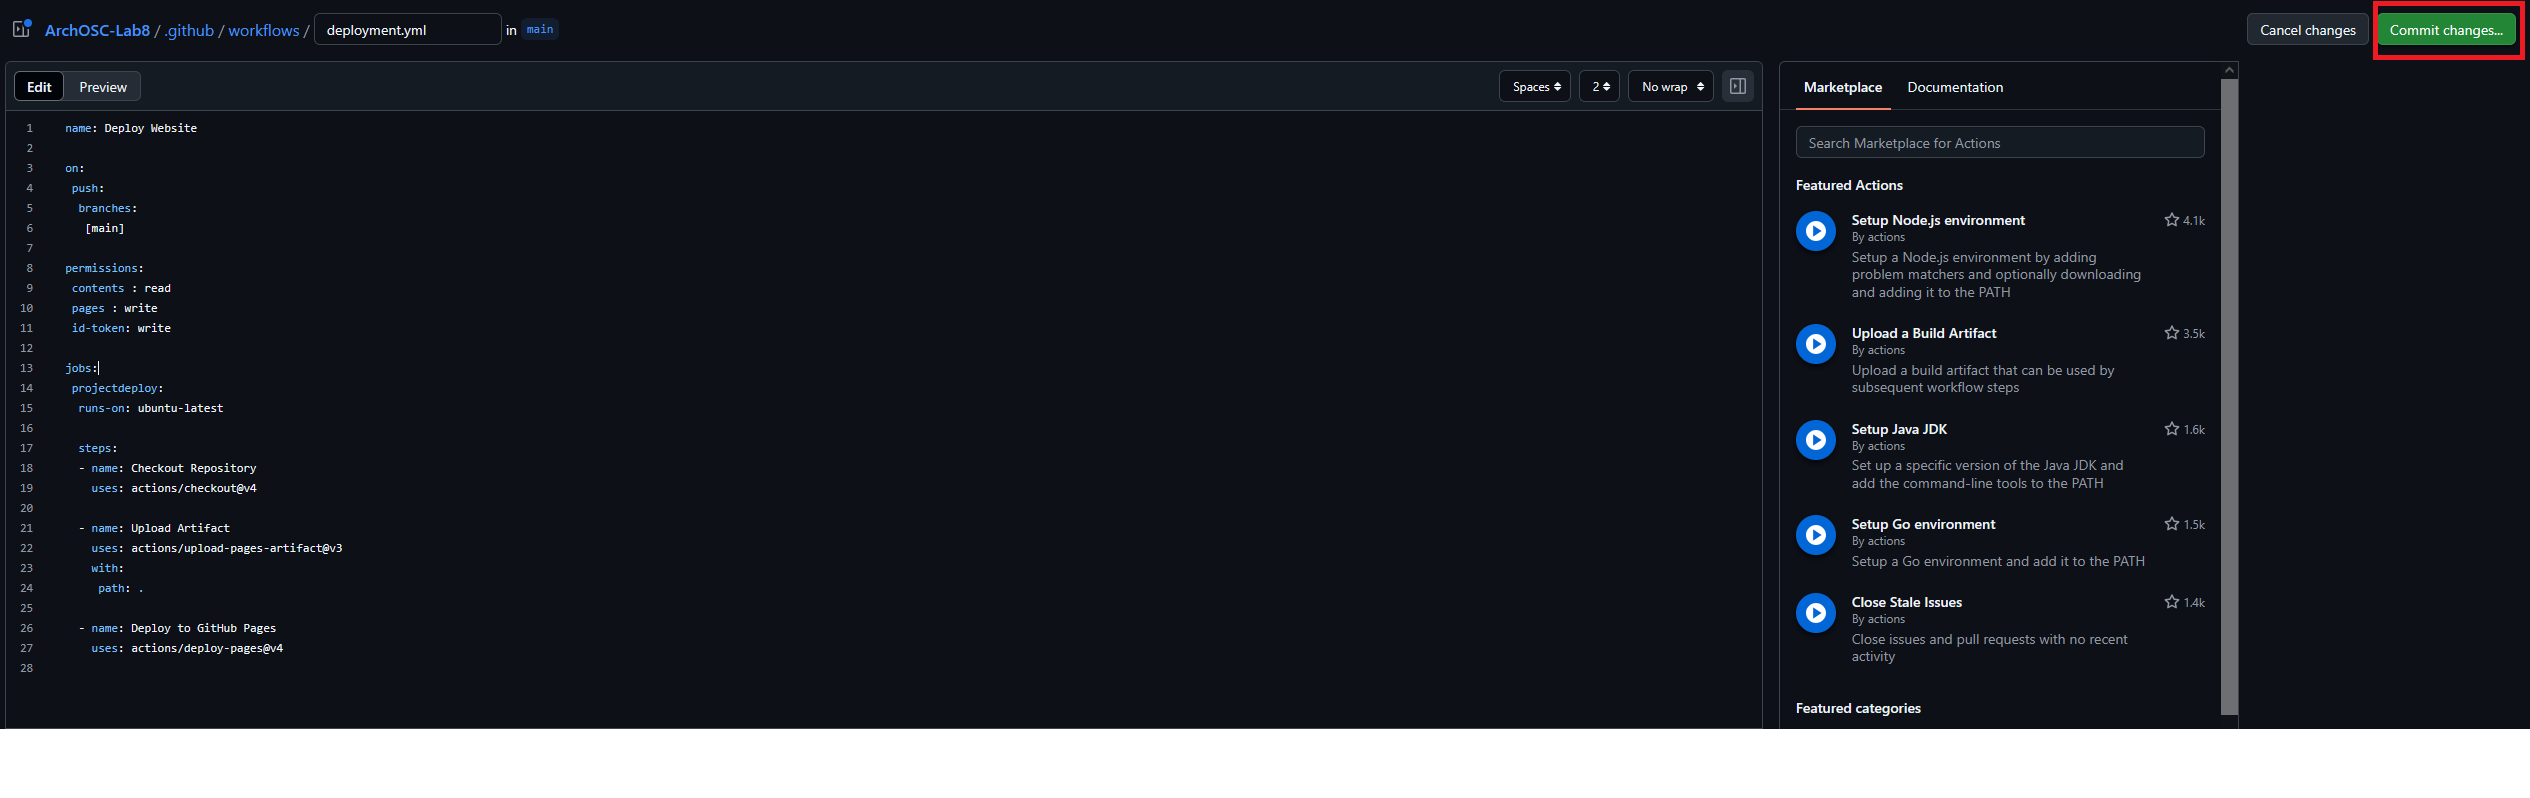 ArchOSC-Lab8 / .github / workflows / deployment.yml in main
Cancel changes
Commit changes...
Edit
Preview
Spaces
2
No wrap
1 name: Deploy Website
2
3 on:
4 push:
5 branches:
6 [main]
7
8 permissions:
9 contents : read
10 pages : write
11 id-token: write
12
13 jobs:
14 projectdeploy:
15 runs-on: ubuntu-latest
16
17 steps:
18 - name: Checkout Repository
19 uses: actions/checkout@v4
20
21 - name: Upload Artifact
22 uses: actions/upload-pages-artifact@v3
23 with:
24 path: .
25
26 - name: Deploy to GitHub Pages
27 uses: actions/deploy-pages@v4
28
Marketplace
Documentation
Search Marketplace for Actions
Featured Actions
Setup Node.js environment
4.1k
By actions
Setup a Node.js environment by adding
problem matchers and optionally downloading
and adding it to the PATH
Upload a Build Artifact
3.5k
By actions
Upload a build artifact that can be used by
subsequent workflow steps
Setup Java JDK
1.6k
By actions
Set up a specific version of the Java JDK and
add the command-line tools to the PATH
Setup Go environment
1.5k
By actions
Setup a Go environment and add it to the PATH
Close Stale Issues
1.4k
By actions
Close issues and pull requests with no recent
activity
Featured categories